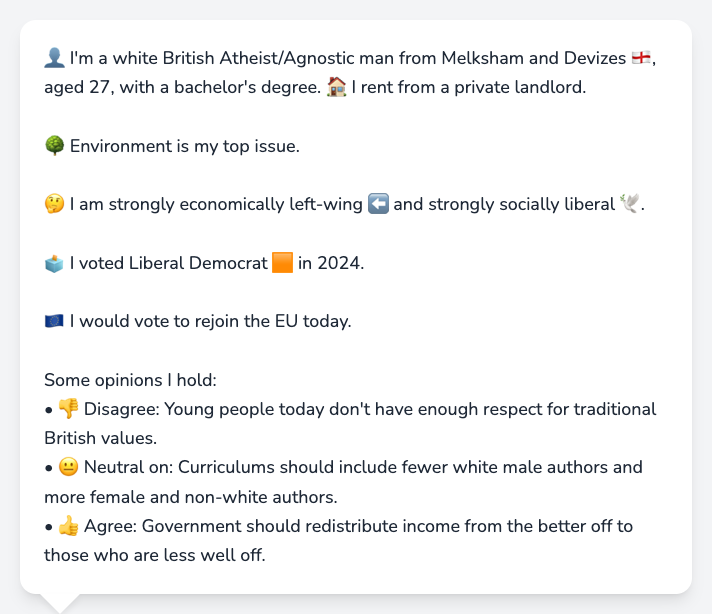 👤 I'm a white British Atheist/Agnostic man from Melksham and Devizes 🏴󠁧󠁢󠁥󠁮󠁧󠁿,
aged 27, with a bachelor's degree. 🏠 I rent from a private landlord.
🌳 Environment is my top issue.
🤔 I am strongly economically left-wing ⬅️ and strongly socially liberal 🕊️.
🗳️ I voted Liberal Democrat 🟧 in 2024.
🇪🇺 I would vote to rejoin the EU today.
Some opinions I hold:
• 👎 Disagree: Young people today don't have enough respect for traditional
British values.
• 😐 Neutral on: Curriculums should include fewer white male authors and
more female and non-white authors.
• 👍 Agree: Government should redistribute income from the better off to
those who are less well off.